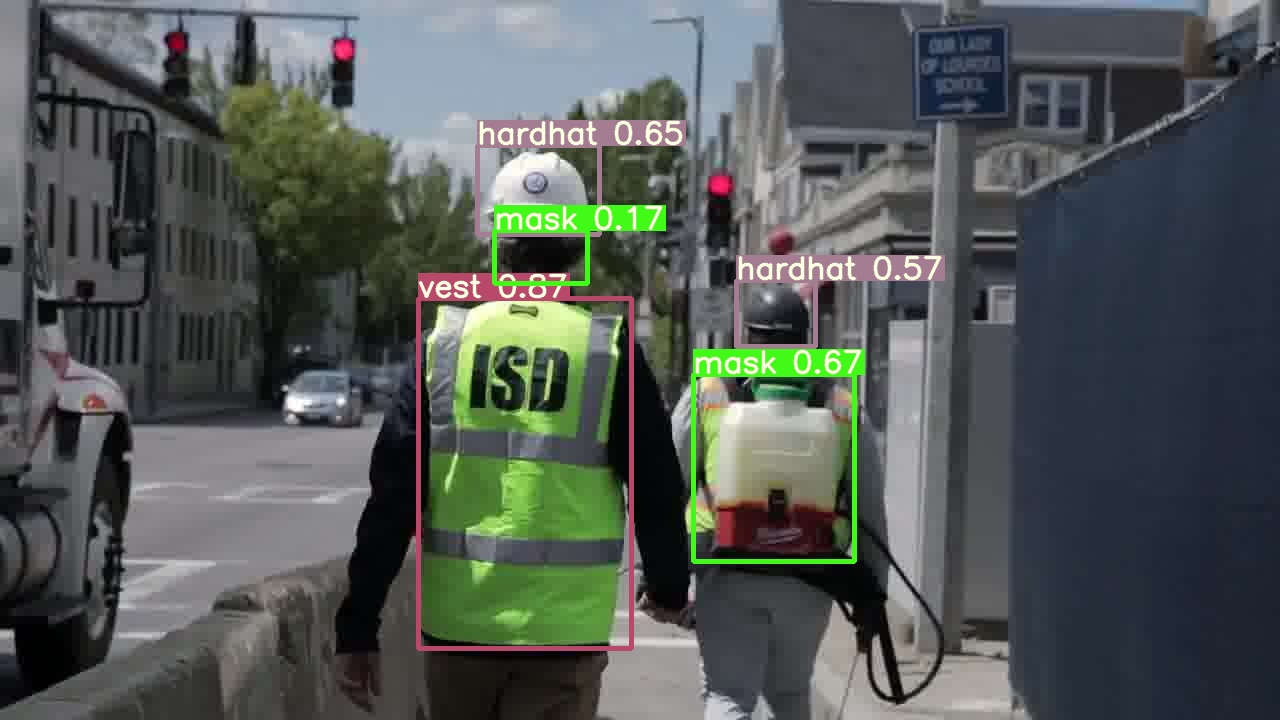 OUR LADY
OF LOURDES
SCHOOL
hardhat 0.65
mask 0.17
hardhat 0.57
vest 0.87
mask 0.67
ISD
Milwaukee